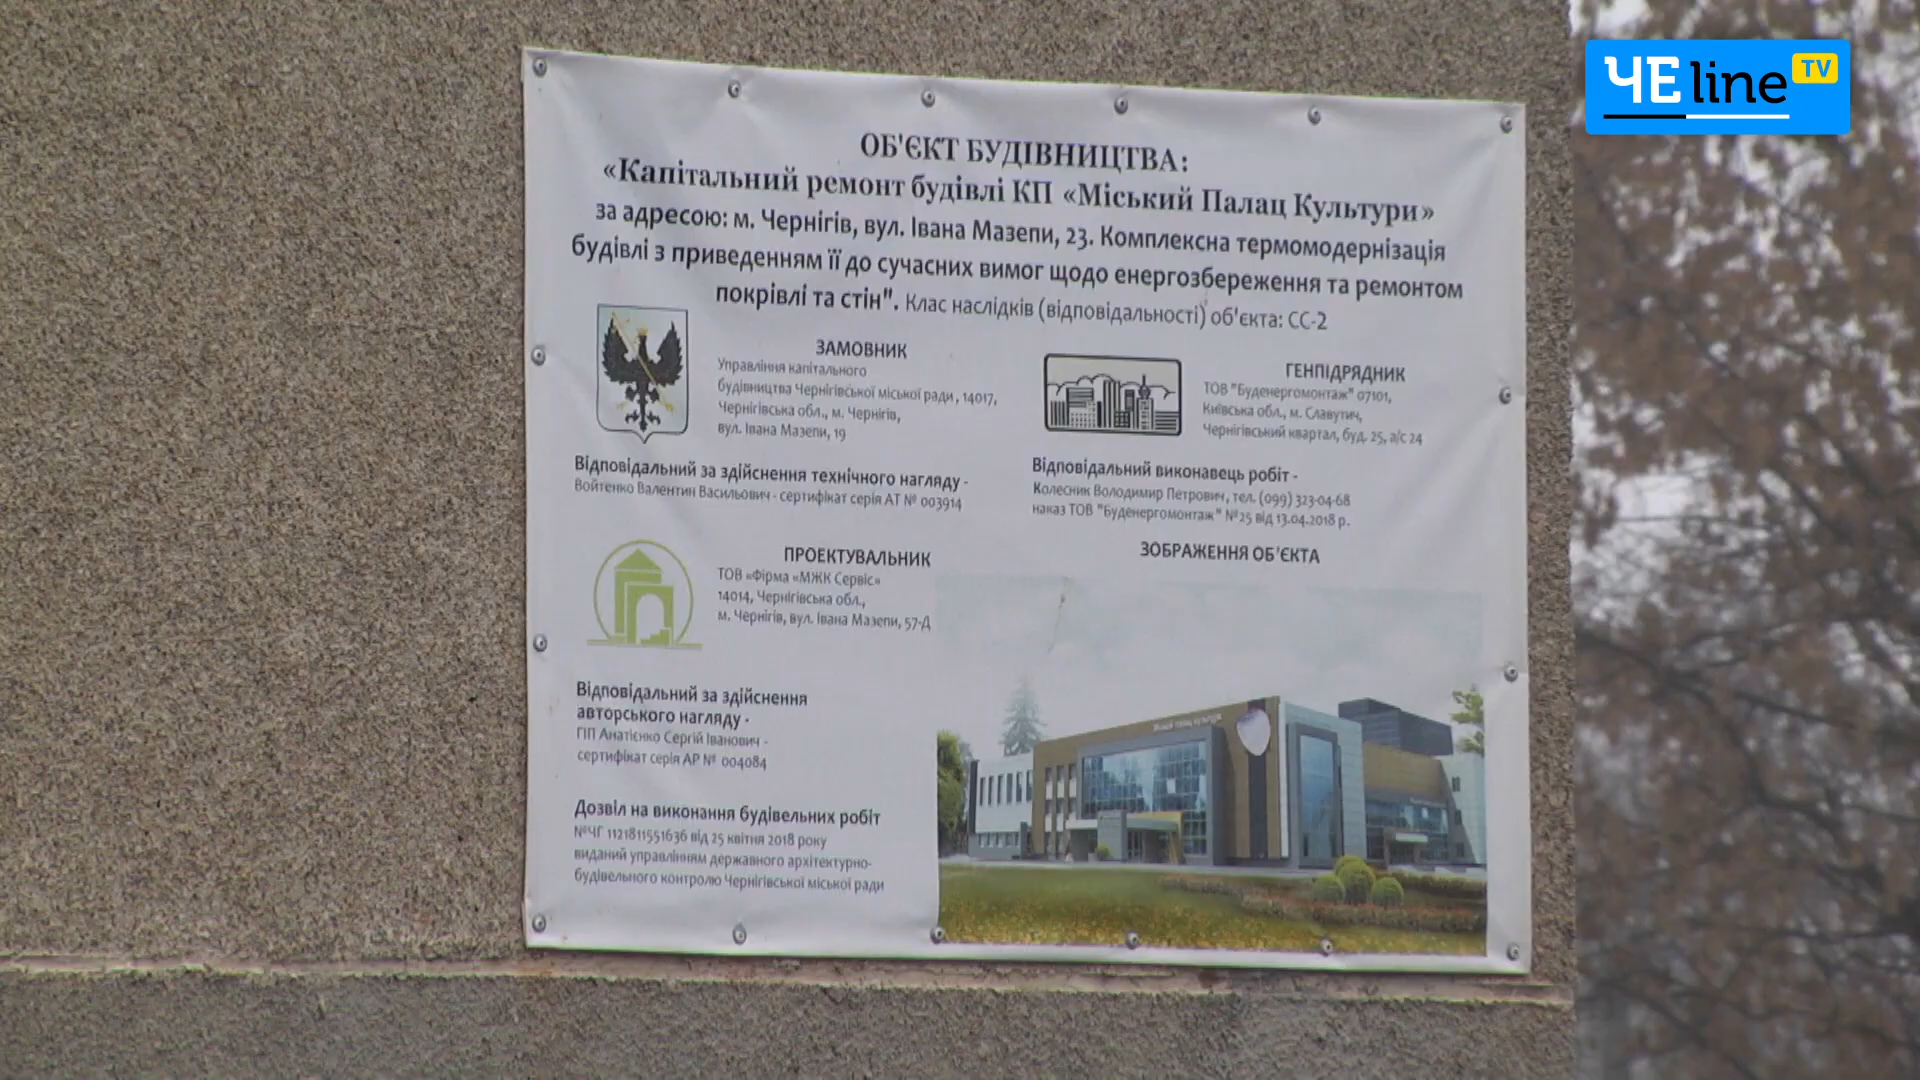 ЧЕ line TV
ОБ'ЄКТ БУДІВНИЦТВА:
«Капітальний ремонт будівлі КП «Міський Палац Культури»
за адресою: м. Чернігів, вул. Івана Мазепи, 23. Комплексна термомодернізація
будівлі з приведенням її до сучасних вимог щодо енергозбереження та ремонтом
покрівлі та стін". Клас наслідків (відповідальності) об'єкта: СС-2
ЗАМОВНИК
Управління капітального
будівництва Чернігівської міської ради, 14017,
Чернігівська обл., м. Чернігів,
вул. Івана Мазепи, 19
ГЕНПІДРЯДНИК
ТОВ "Буденергомонтаж" 07101,
Київська обл., м. Славутич,
Чернігівський квартал, буд. 25, а/с 24
Відповідальний за здійснення технічного нагляду -
Войтенко Валентин Васильович - сертифікат серія АТ № 003914
Відповідальний виконавець робіт -
Колесник Володимир Петрович, тел. (099) 323-04-68
наказ ТОВ "Буденергомонтаж" №25 від 13.04.2018 р.
ПРОЕКТУВАЛЬНИК
ТОВ «Фірма «МЖК Сервіс»
14014, Чернігівська обл.,
м. Чернігів, вул. Івана Мазепи, 57-Д
ЗОБРАЖЕННЯ ОБ'ЄКТА
Відповідальний за здійснення
авторського нагляду -
ГІП Анатієнко Сергій Іванович -
сертифікат серія АР № 004084
Дозвіл на виконання будівельних робіт
№ЧГ 1121811551636 від 25 квітня 2018 року
виданий управлінням державного архітектурно-
будівельного контролю Чернігівської міської ради